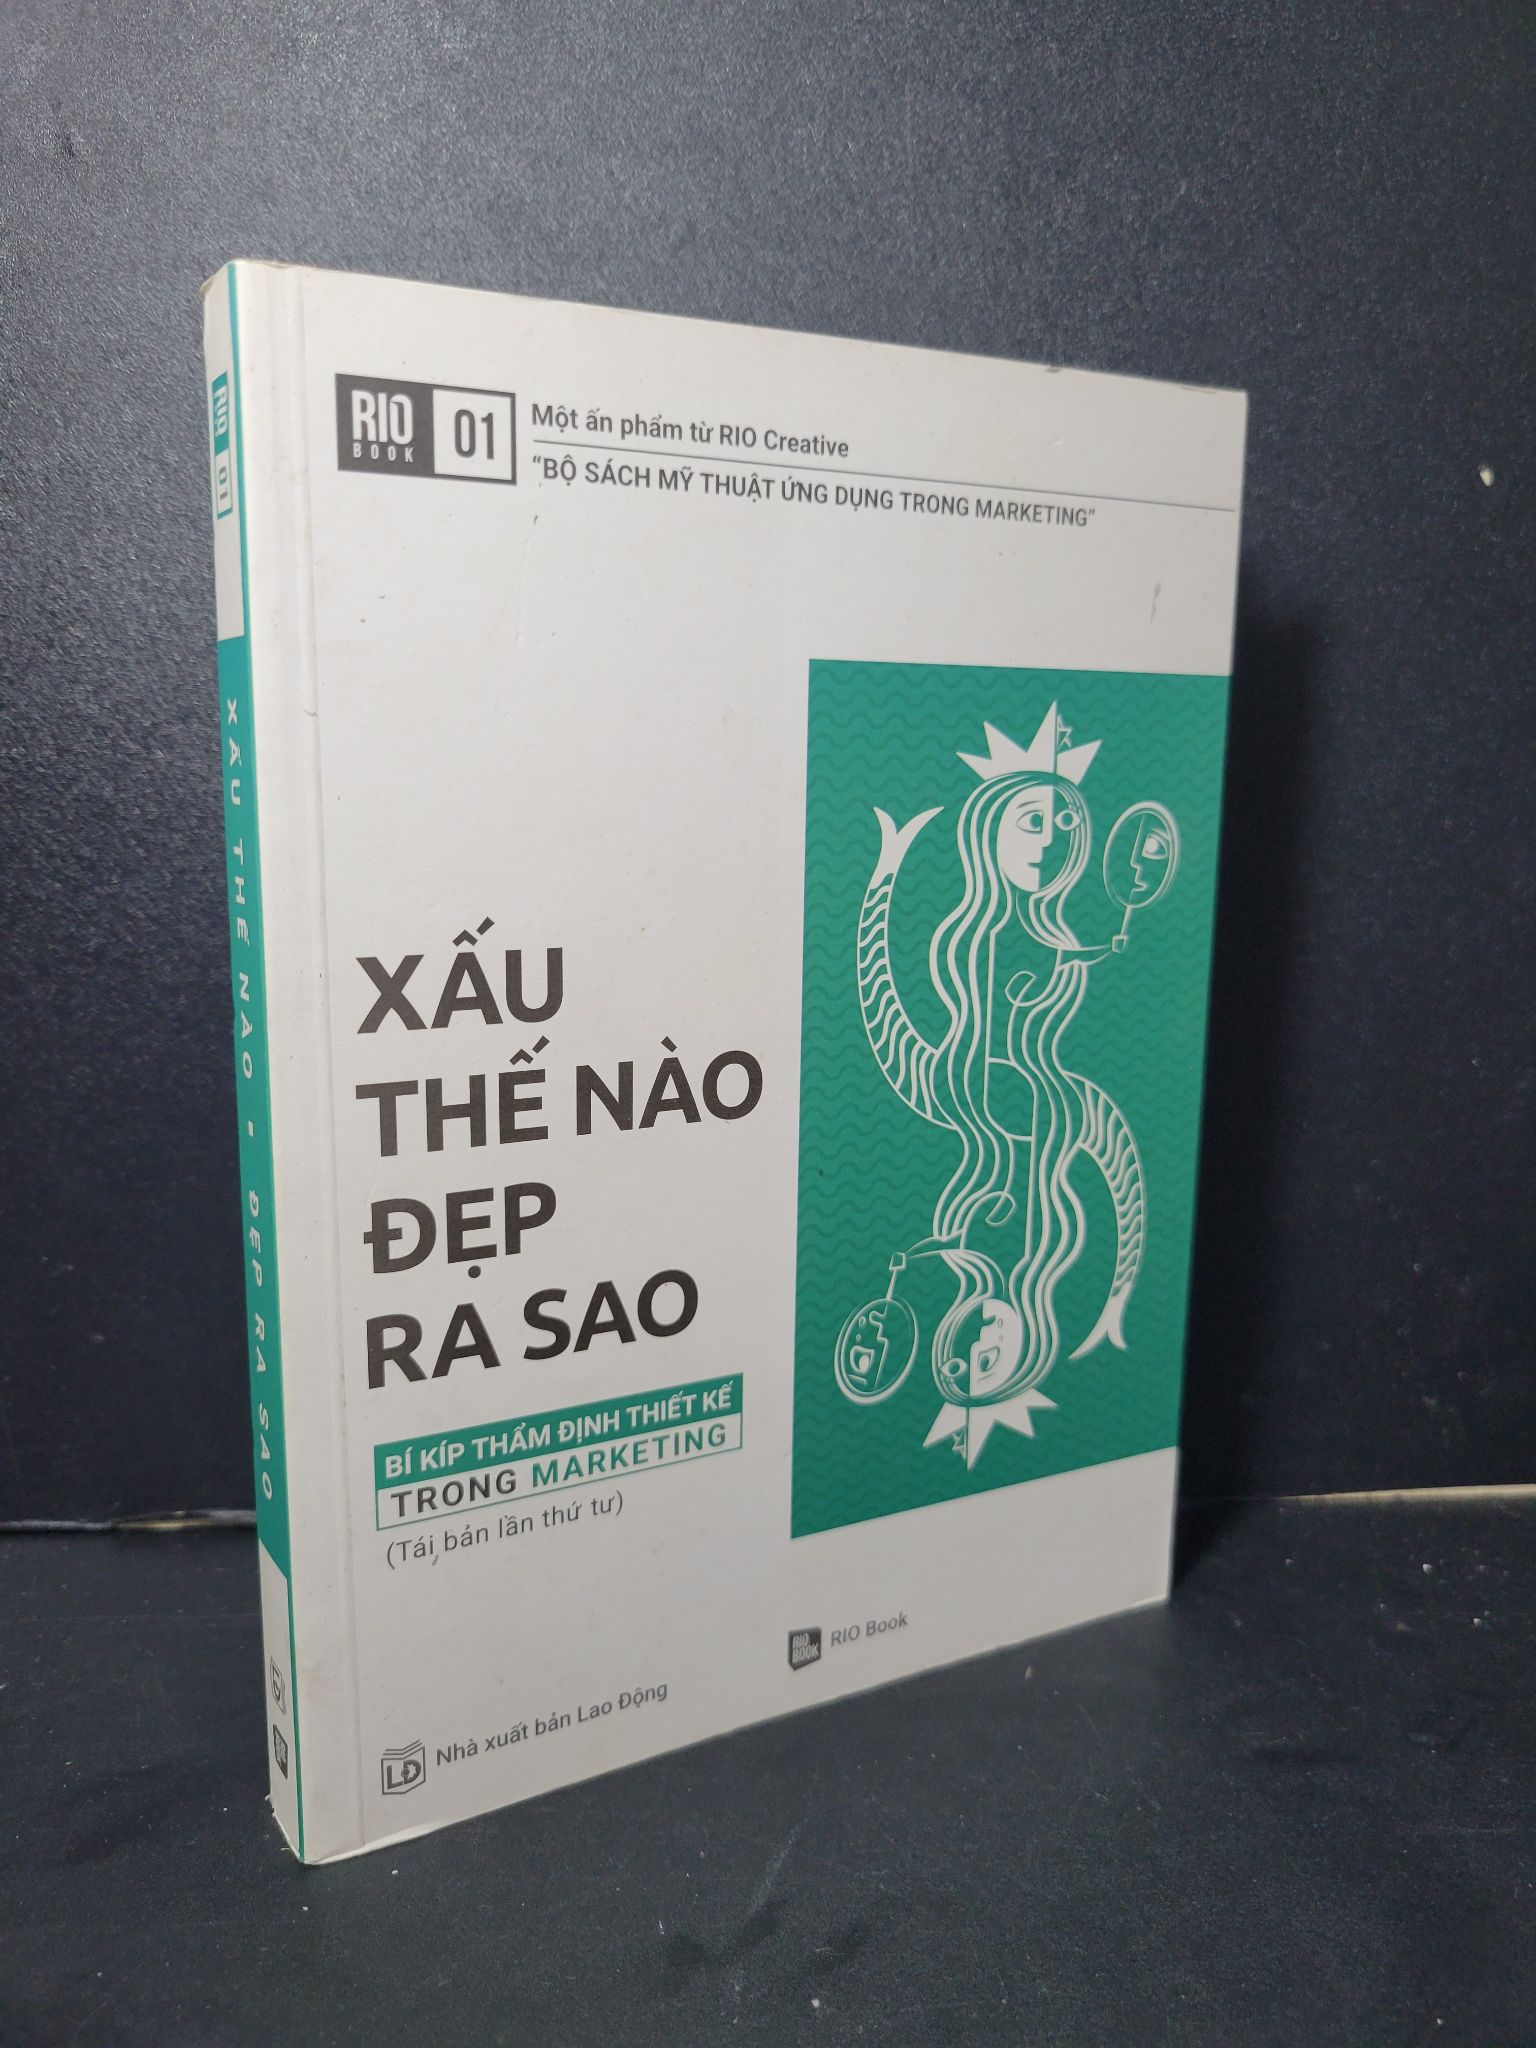 RIO
BOOK
01
Một ấn phẩm từ RIO Creative
“BỘ SÁCH MỸ THUẬT ỨNG DỤNG TRONG MARKETING”
XẤU
THẾ NÀO
ĐẸP
RA SAO
BÍ KÍP THẨM ĐỊNH THIẾT KẾ
TRONG MARKETING
(Tái bản lần thứ tư)
LĐ
Nhà xuất bản Lao Động
RIO
BOOK
RIO Book
RIO 01
XẤU THẾ NÀO - ĐẸP RA SAO
LĐ